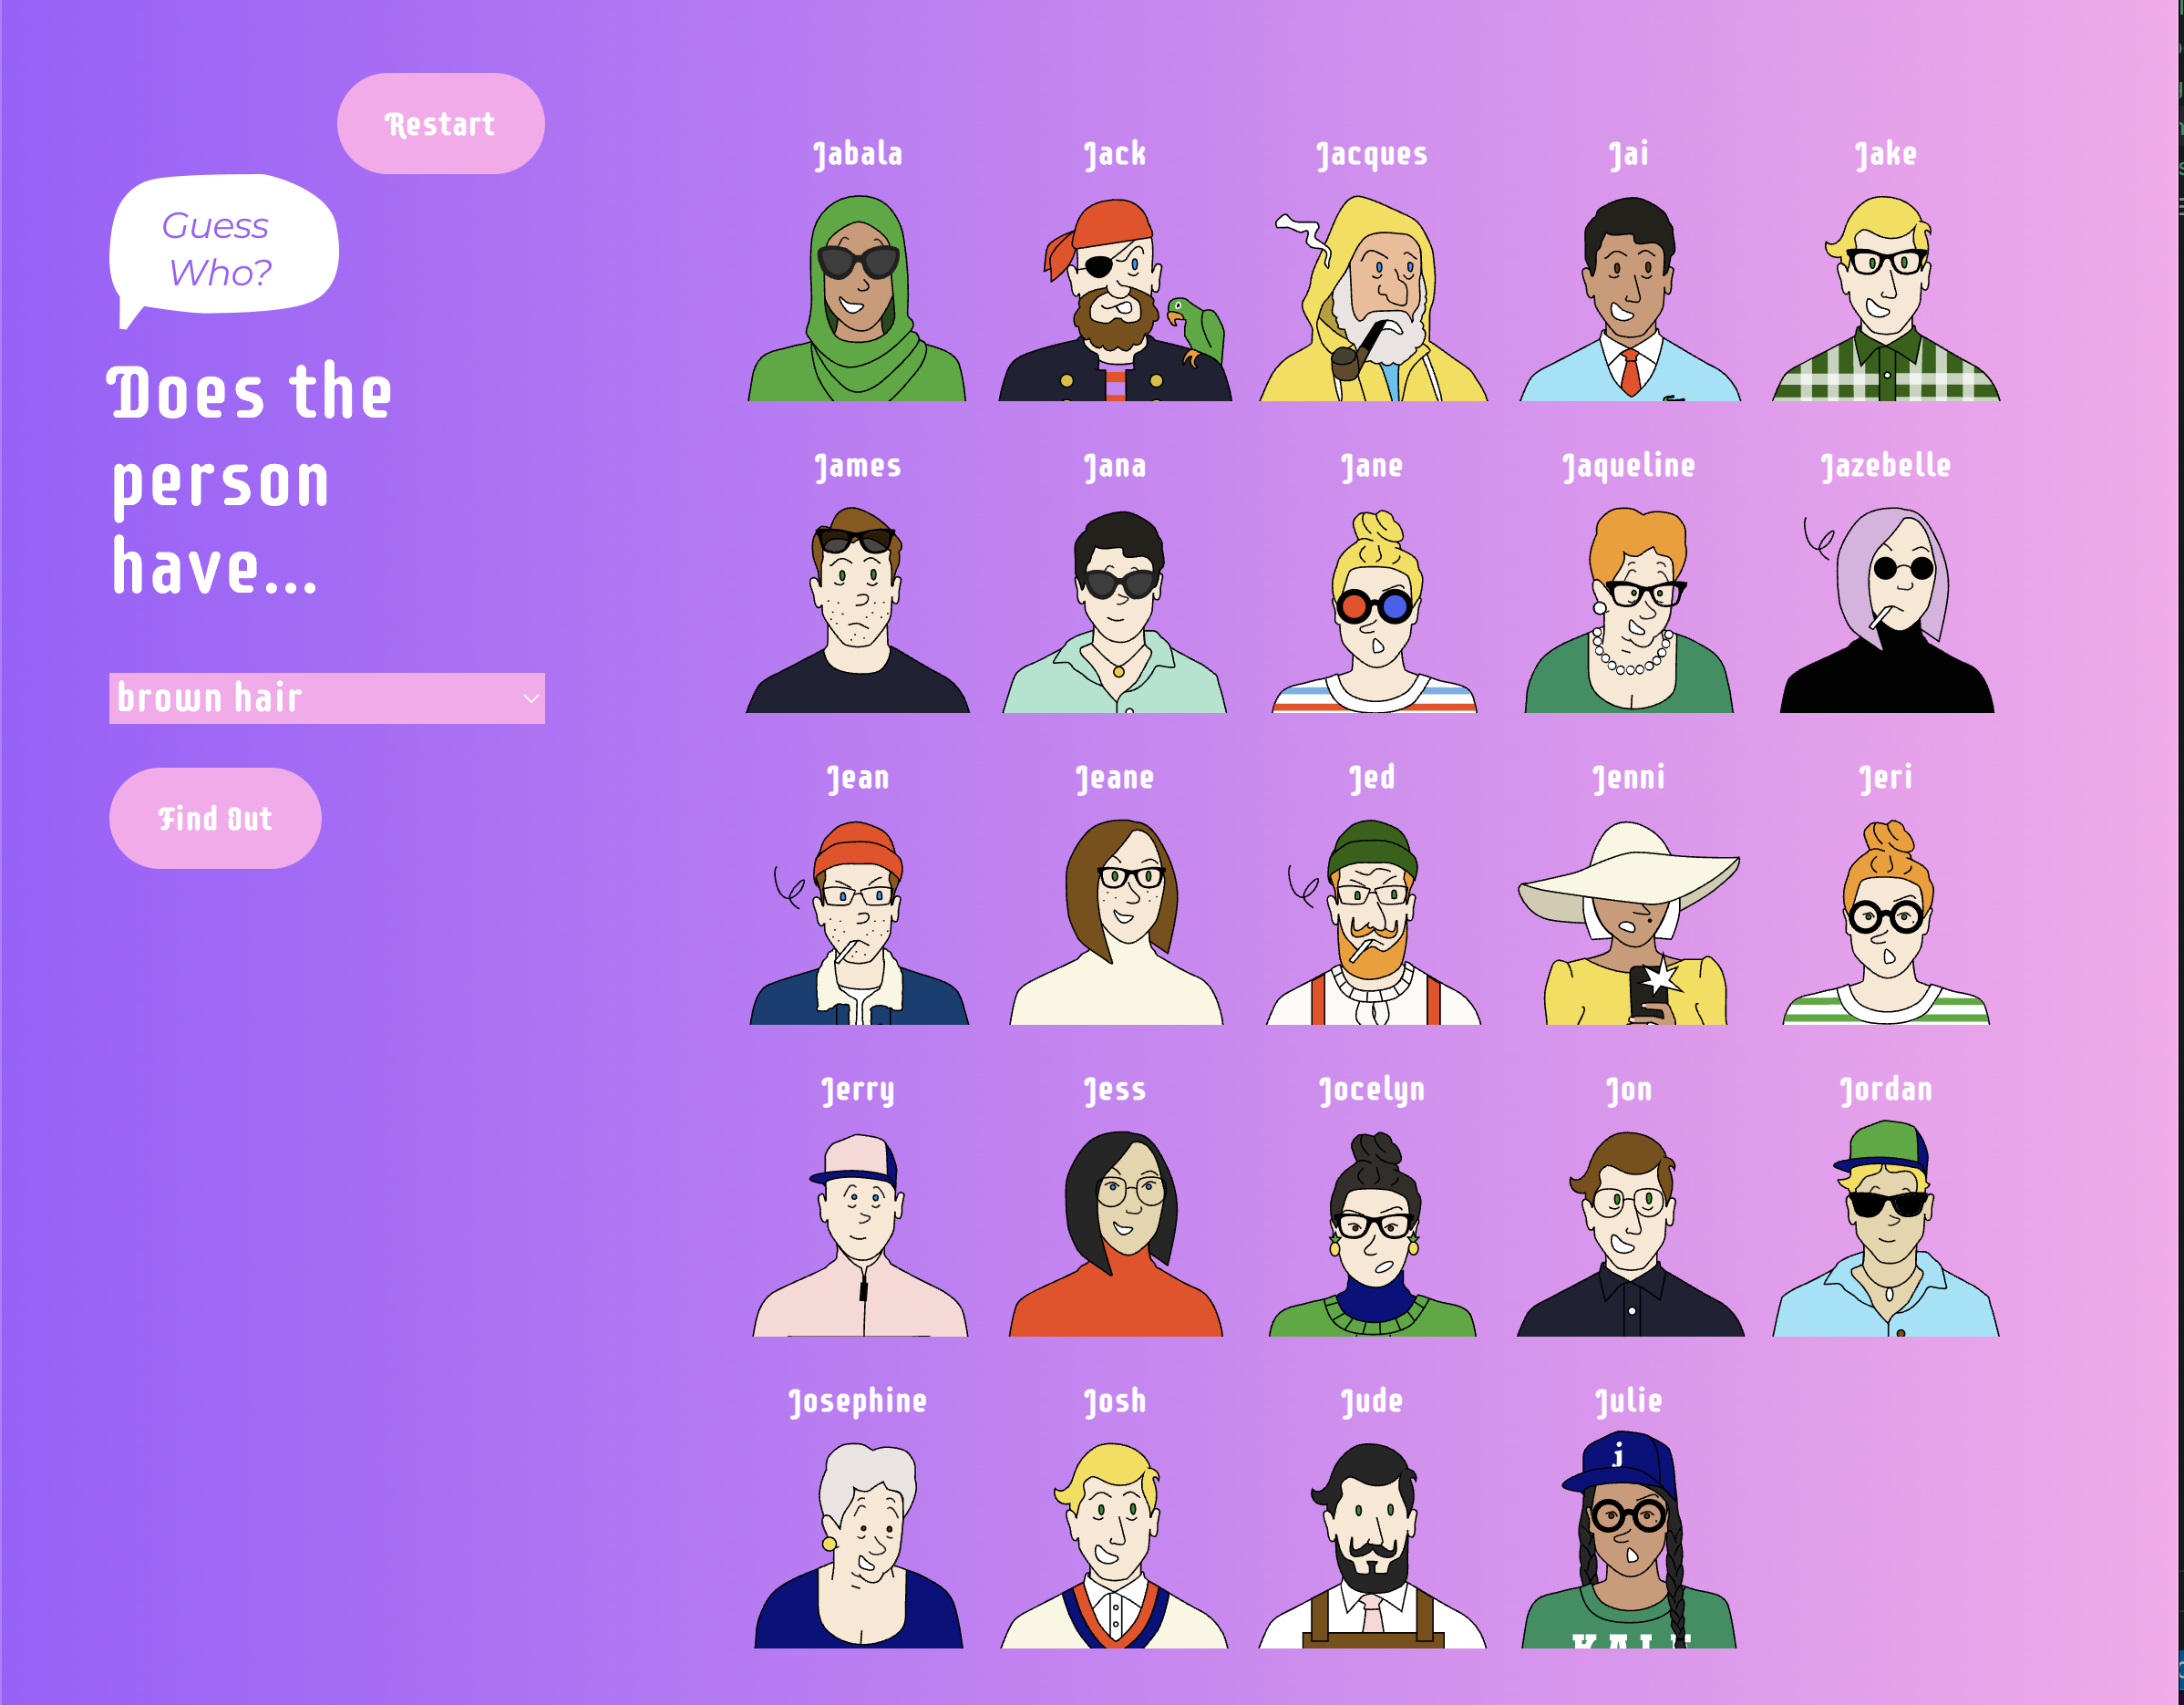 Restart
Guess
Who?
Does the
person
have...
brown hair
Find Out
Jabala
Jack
Jacques
Jai
Jake
James
Jana
Jane
Jaqueline
Jazebelle
Jean
Jeane
Jed
Jenni
Jeri
Jerry
Jess
Jocelyn
Jon
Jordan
Josephine
Josh
Jude
Julie
j